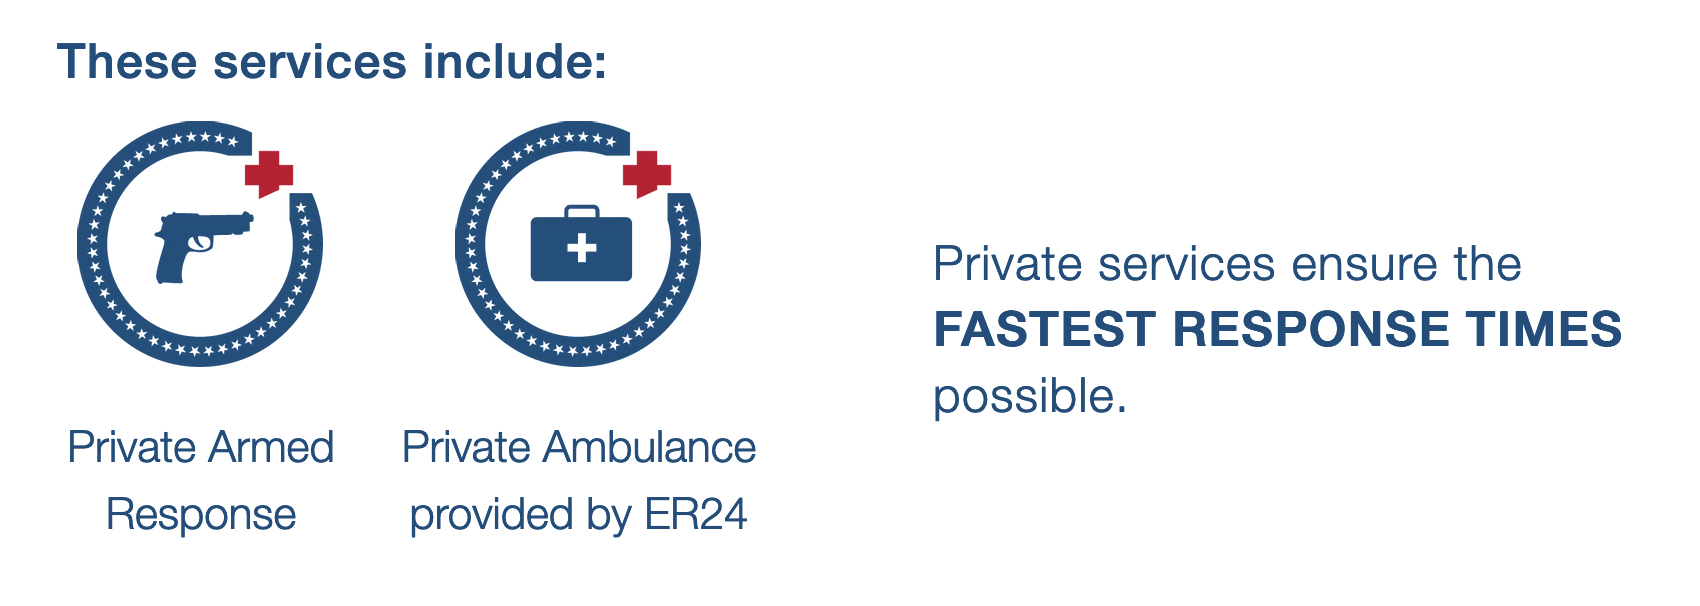 These services include:
Private Armed
Response
Private Ambulance
provided by ER24
Private services ensure the
FASTEST RESPONSE TIMES
possible.